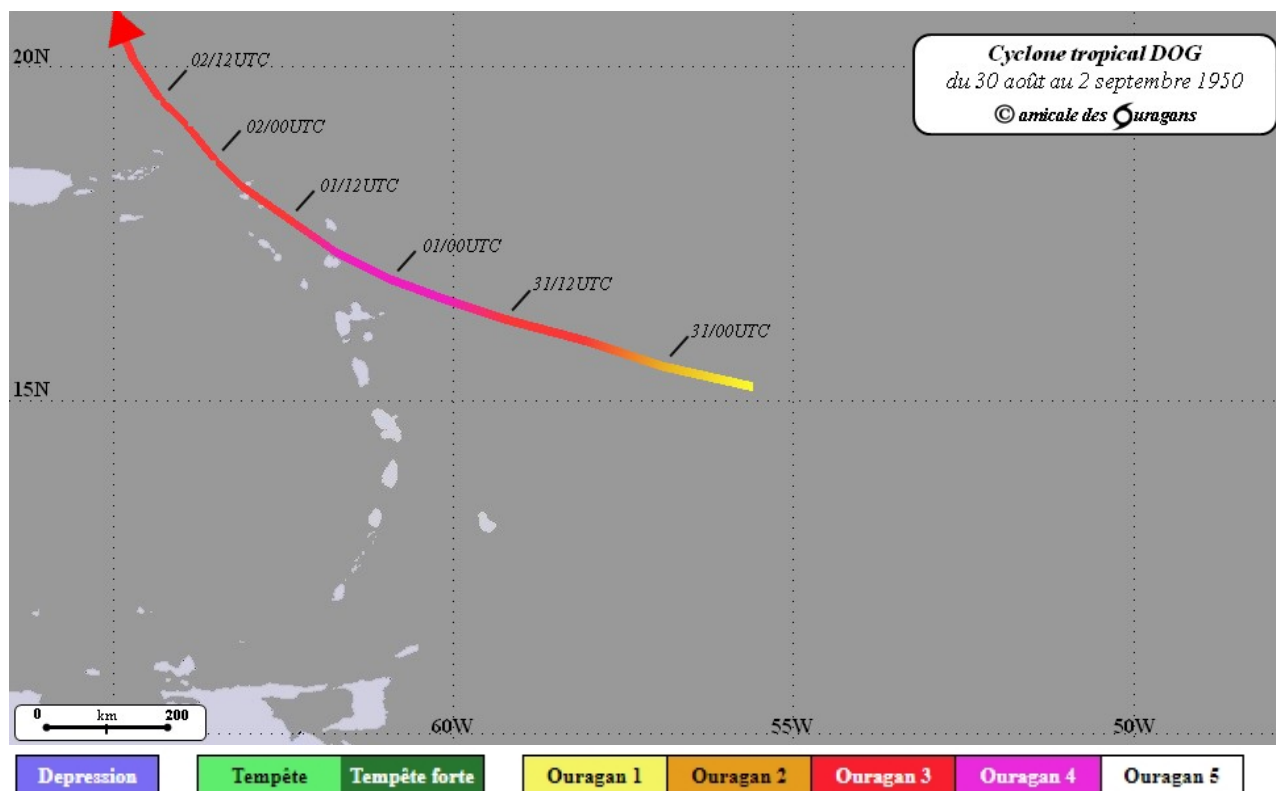 Cyclone tropical DOG
du 30 août au 2 septembre 1950
© amicale des Ouragans
20N
02/12UTC
02/00UTC
01/12UTC
01/00UTC
31/12UTC
31/00UTC
15N
0 km 200
60W
55W
50W
Depression
Tempête
Tempête forte
Ouragan 1
Ouragan 2
Ouragan 3
Ouragan 4
Ouragan 5